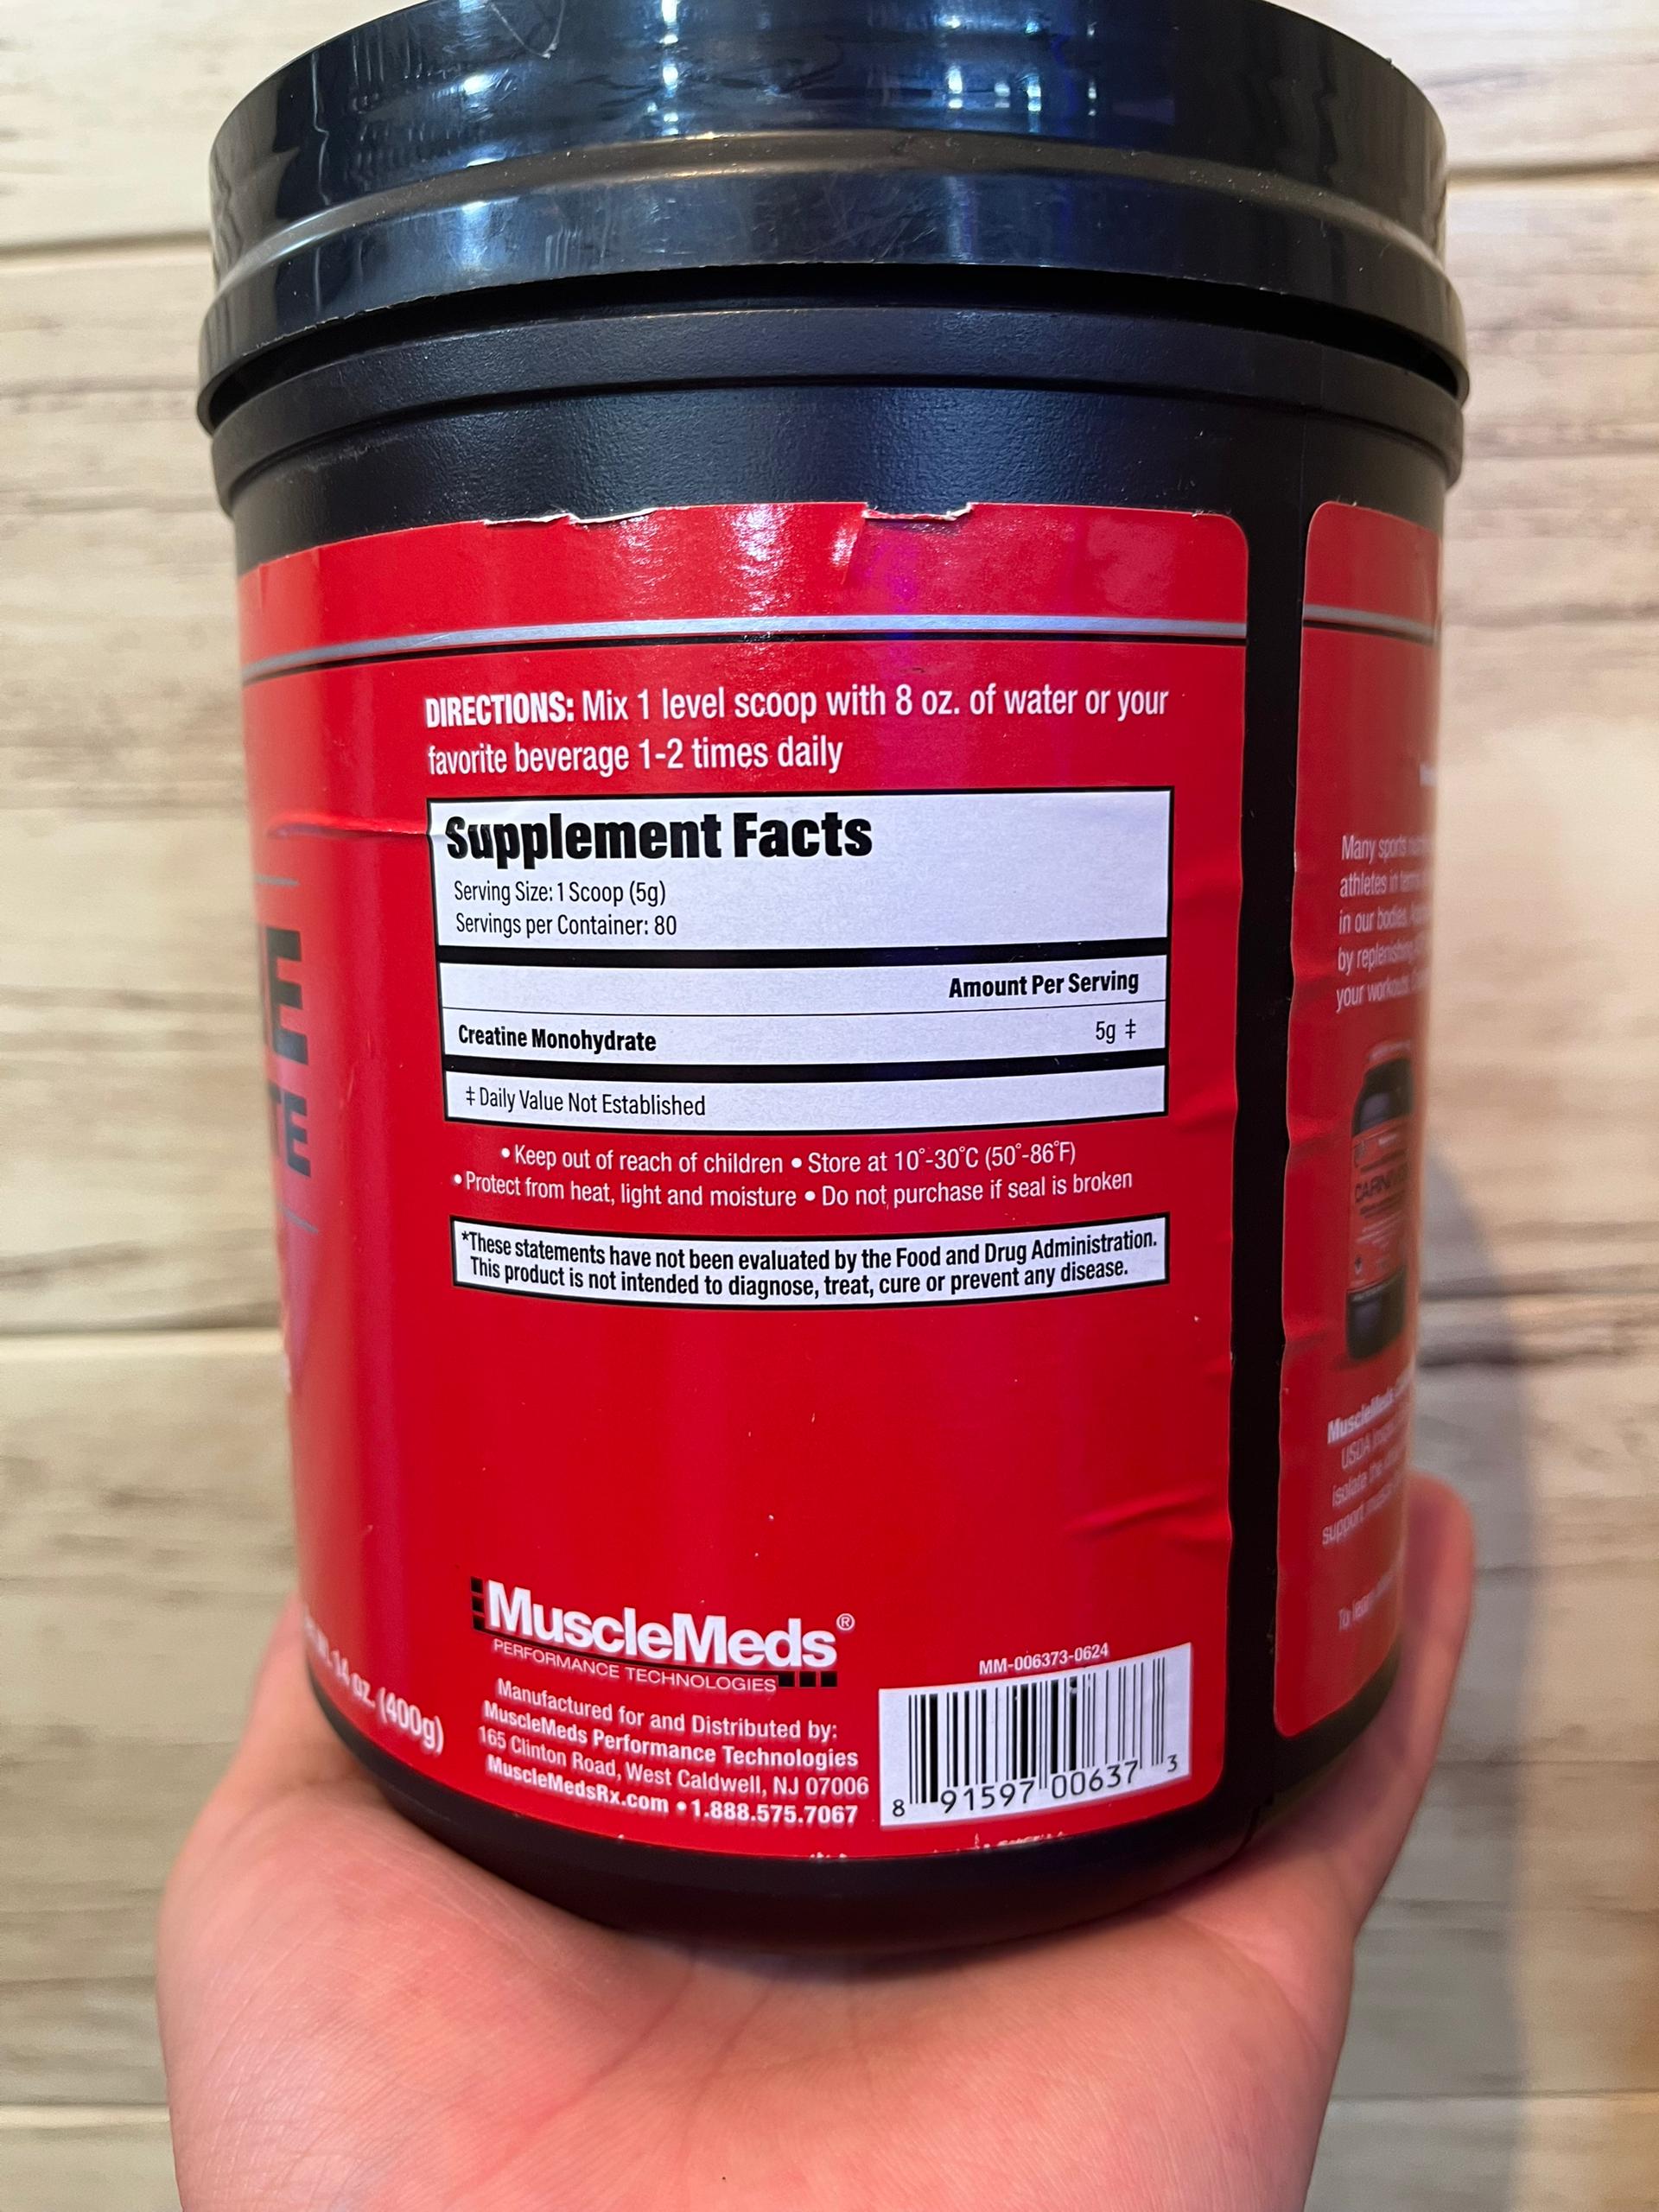 DIRECTIONS: Mix 1 level scoop with 8 oz. of water or your
favorite beverage 1-2 times daily
Supplement Facts
Serving Size: 1 Scoop (5g)
Servings per Container: 80
Amount Per Serving
Creatine Monohydrate 5g ‡
‡ Daily Value Not Established
• Keep out of reach of children • Store at 10°-30°C (50°-86°F)
• Protect from heat, light and moisture • Do not purchase if seal is broken
*These statements have not been evaluated by the Food and Drug Administration.
This product is not intended to diagnose, treat, cure or prevent any disease.
MuscleMeds®
PERFORMANCE TECHNOLOGIES
Manufactured for and Distributed by:
MuscleMeds Performance Technologies
165 Clinton Road, West Caldwell, NJ 07006
MuscleMedsRx.com • 1.888.575.7067
MM-006373-0624
8 91597 00637 3
14 oz. (400g)
Many sports
athletes in
in our bodies
by replenishing
your workouts
MuscleMeds
USDA
isolate the
support